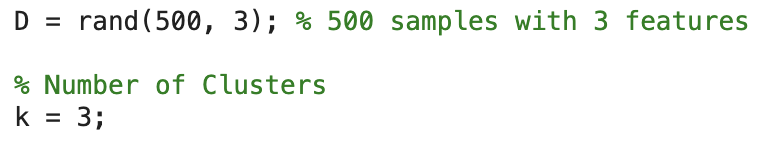 D = rand(500, 3); % 500 samples with 3 features
% Number of Clusters
k = 3;